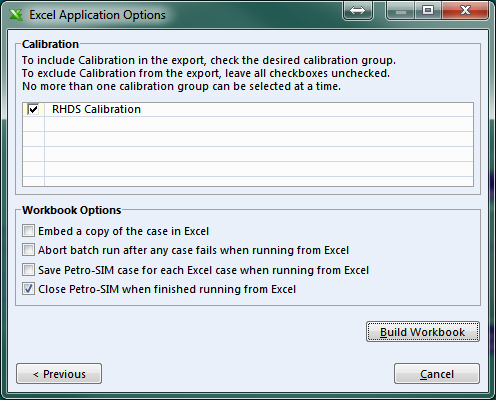 Excel Application Options
Calibration
To include Calibration in the export, check the desired calibration group.
To exclude Calibration from the export, leave all checkboxes unchecked.
No more than one calibration group can be selected at a time.
RHDS Calibration
Workbook Options
Embed a copy of the case in Excel
Abort batch run after any case fails when running from Excel
Save Petro-SIM case for each Excel case when running from Excel
Close Petro-SIM when finished running from Excel
Build Workbook
< Previous
Cancel